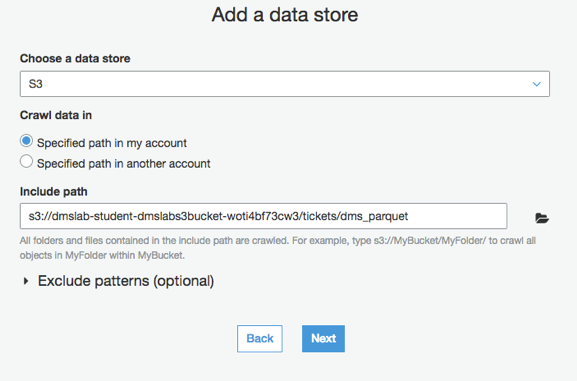 Add a data store
Choose a data store
S3
Crawl data in
Specified path in my account
Specified path in another account
Include path
s3://dmslab-student-dmslabs3bucket-woti4bf73cw3/tickets/dms_parquet
All folders and files contained in the include path are crawled. For example, type s3://MyBucket/MyFolder/ to crawl all
objects in MyFolder within MyBucket.
Exclude patterns (optional)
Back Next